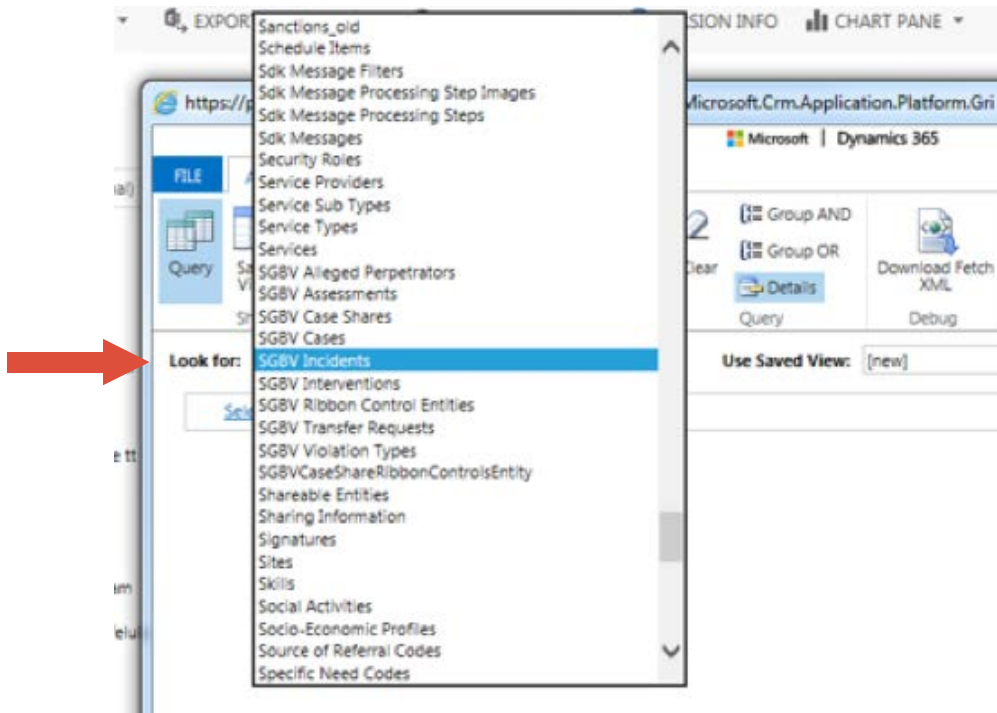 EXPOR
SION INFO CHART PANE
Sanctions_old
Schedule Items
Sdk Message Filters
Sdk Message Processing Step Images
Sdk Message Processing Steps
Sdk Messages
Security Roles
Service Providers
Service Sub Types
Service Types
Services
SGBV Alleged Perpetrators
SGBV Assessments
SGBV Case Shares
SGBV Cases
SGBV Incidents
SGBV Interventions
SGBV Ribbon Control Entities
SGBV Transfer Requests
SGBV Violation Types
SGBVCaseShareRibbonControlsEntity
Shareable Entities
Sharing Information
Signatures
Sites
Skills
Social Activities
Socio-Economic Profiles
Source of Referral Codes
Specific Need Codes
https://p
Microsoft.Crm.Application.Platform.Gri
Microsoft | Dynamics 365
FILE
Query
Group AND
Group OR
Details
Query
Download Fetch
XML
Debug
Look for:
Use Saved View: [new]
Sele